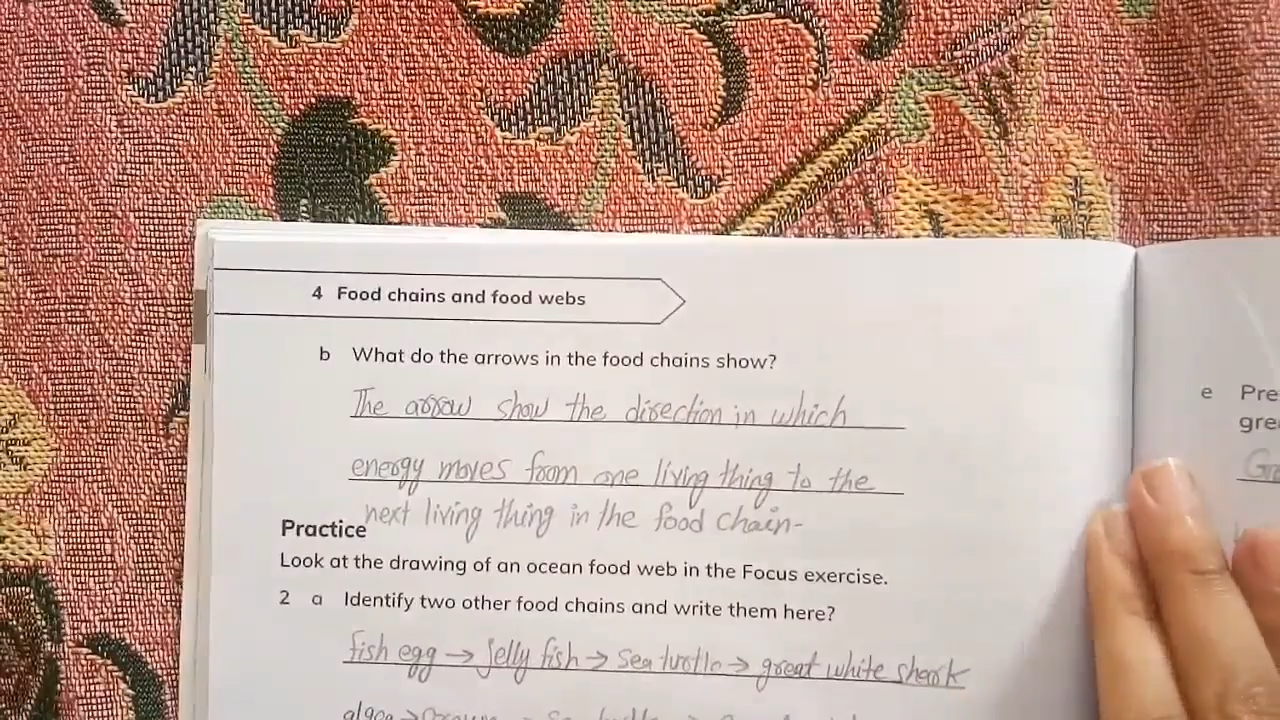 4 Food chains and food webs
b What do the arrows in the food chains show?
The arrow show the direction in which
energy moves from one living thing to the
next living thing in the food chain-
Practice
Look at the drawing of an ocean food web in the Focus exercise.
2 a Identify two other food chains and write them here?
fish egg → Jelly fish → Sea turtle → great white shark
algae →
e Pre
gre